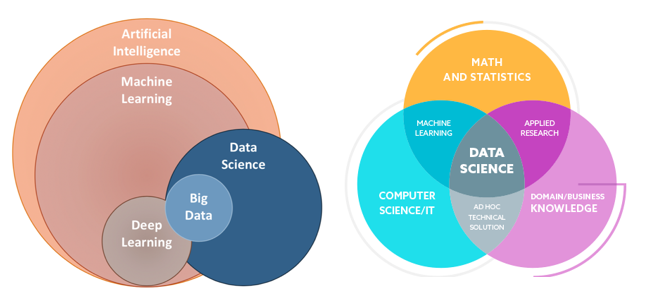 Artificial
Intelligence
Machine
Learning
Data
Science
Big
Data
Deep
Learning
MATH
AND STATISTICS
MACHINE
LEARNING
APPLIED
RESEARCH
DATA
SCIENCE
COMPUTER
SCIENCE/IT
DOMAIN/BUSINESS
KNOWLEDGE
AD HOC
TECHNICAL
SOLUTION